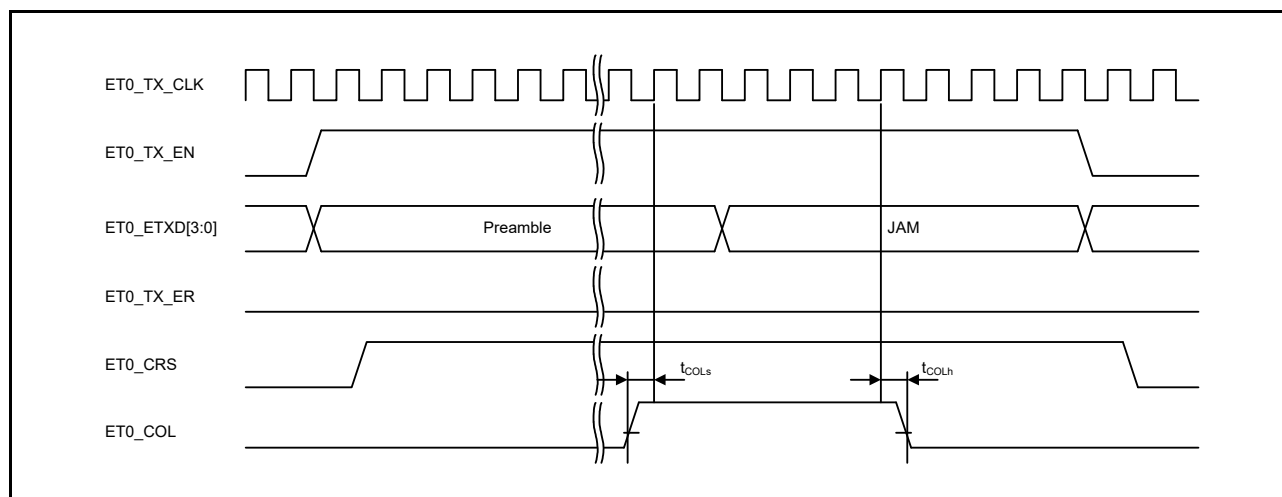 ET0_TX_CLK
ET0_TX_EN
ET0_ETXD[3:0]
Preamble
JAM
ET0_TX_ER
ET0_CRS
tCOLs
tCOLh
ET0_COL